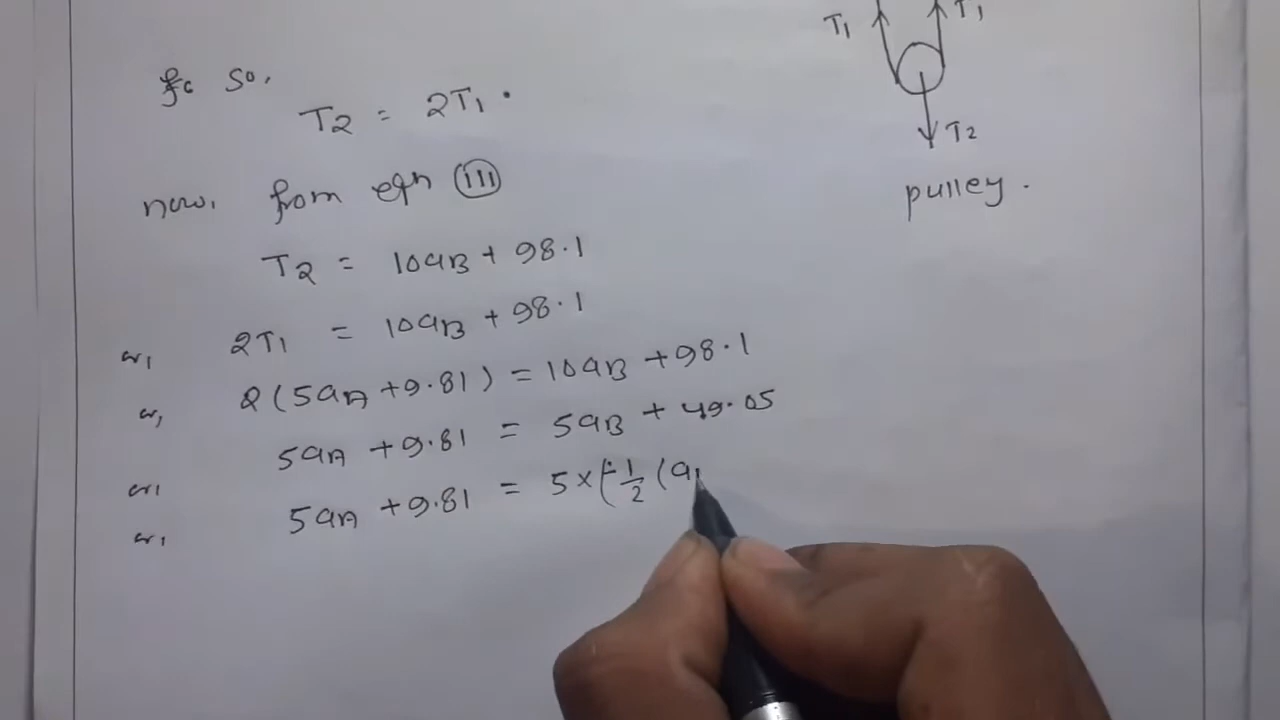 T1 T1
so,
T2 = 2T1.
T2
now, from eqn (III)
pulley.
T2 = 10aB + 98.1
or, 2T1 = 10aB + 98.1
or, 2(5aA + 9.81) = 10aB + 98.1
or, 5aA + 9.81 = 5aB + 49.05
or, 5aA + 9.81 = 5×(-1/2 (a